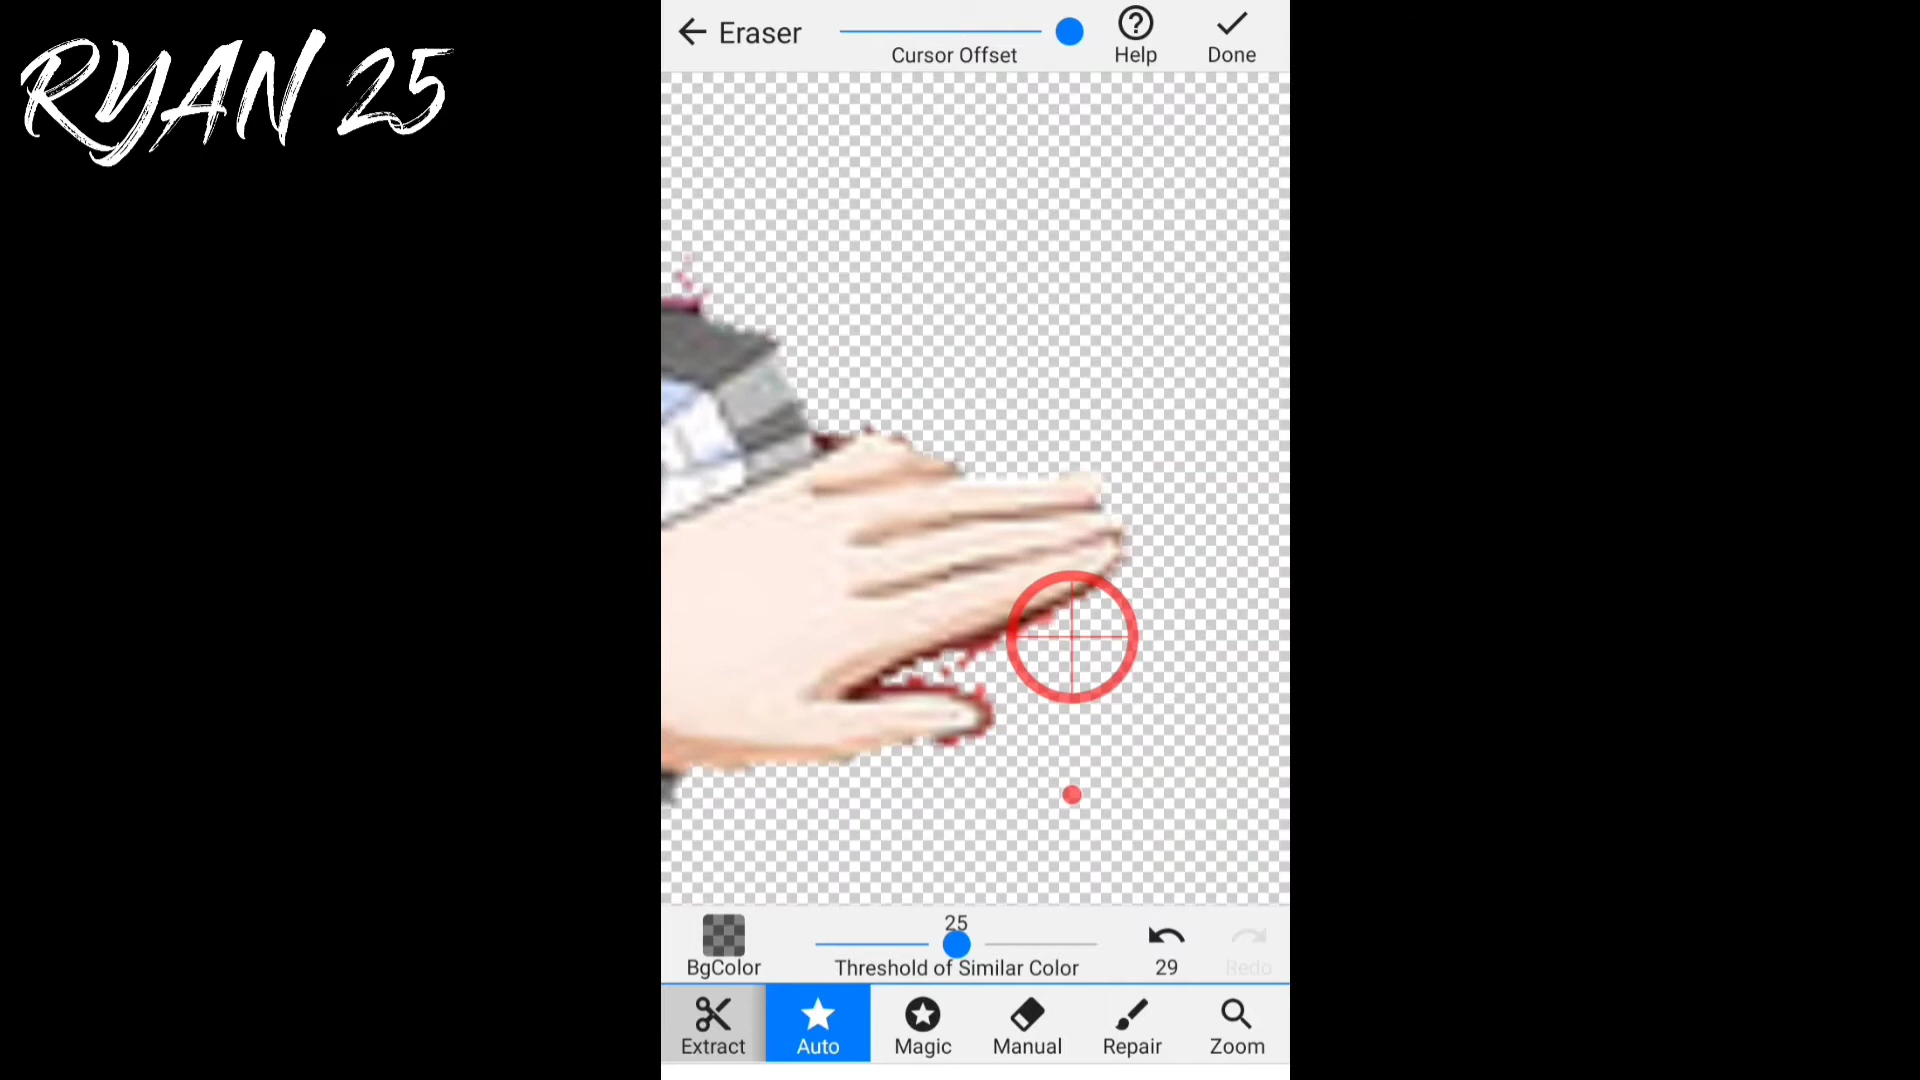 RYAN 25
Eraser
Cursor Offset
Help
Done
BgColor
25
Threshold of Similar Color
29
Redo
Extract
Auto
Magic
Manual
Repair
Zoom